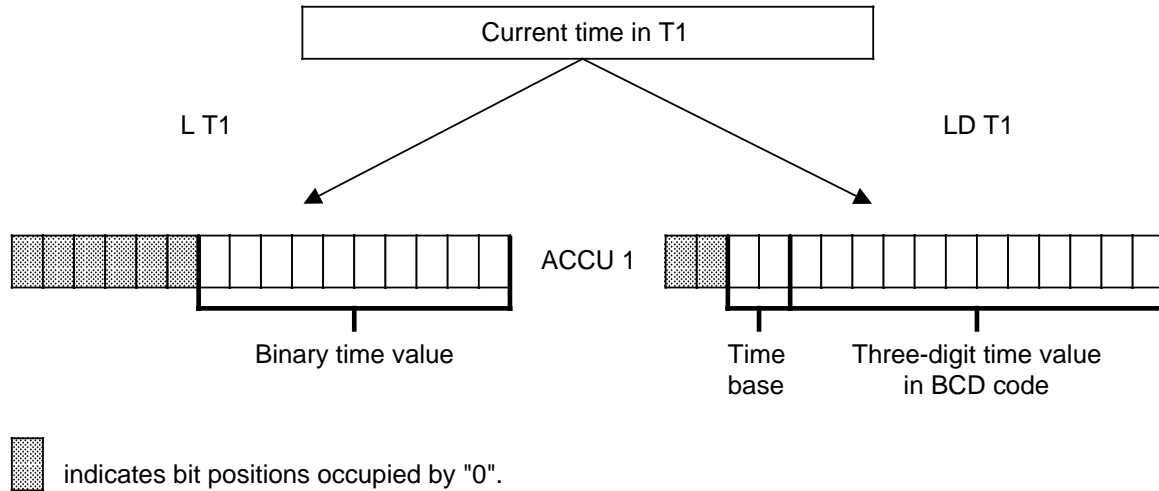 Current time in T1
L T1
LD T1
ACCU 1
Binary time value
Time
base
Three-digit time value
in BCD code
indicates bit positions occupied by "0".